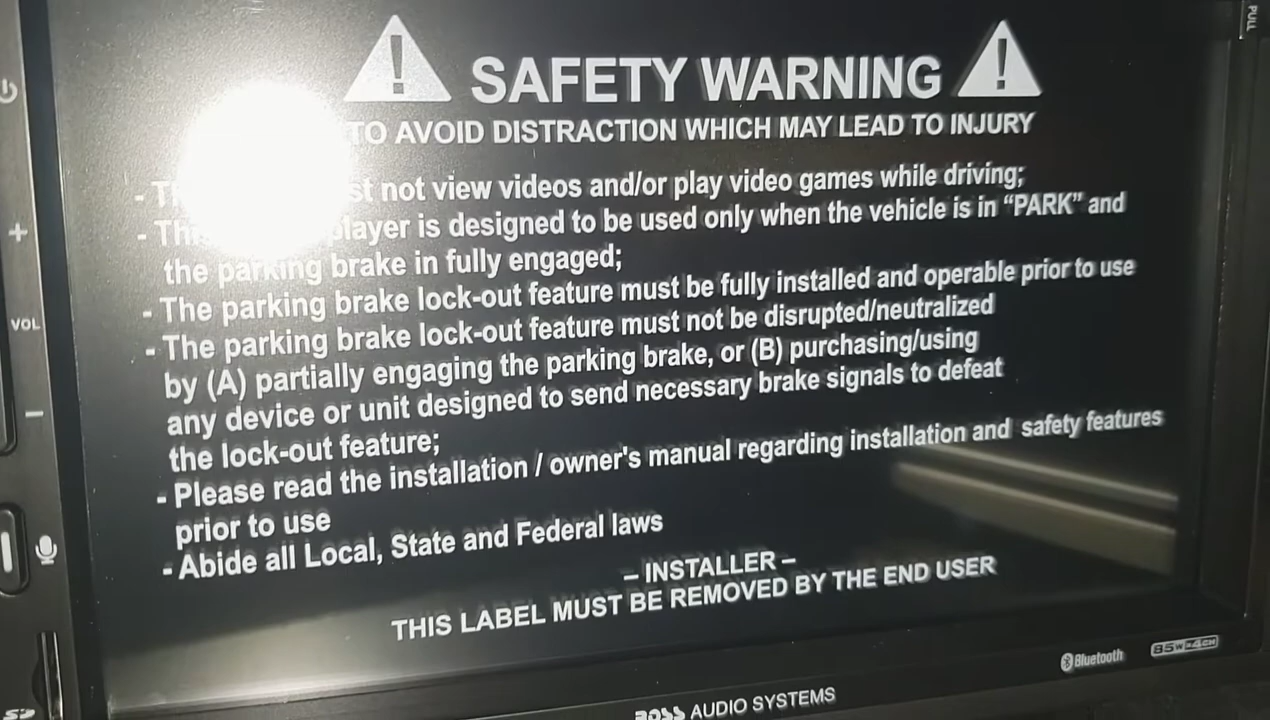 SAFETY WARNING
TO AVOID DISTRACTION WHICH MAY LEAD TO INJURY
- not view videos and/or play video games while driving;
- player is designed to be used only when the vehicle is in “PARK” and
the parking brake in fully engaged;
- The parking brake lock-out feature must be fully installed and operable prior to use
- The parking brake lock-out feature must not be disrupted/neutralized
by (A) partially engaging the parking brake, or (B) purchasing/using
any device or unit designed to send necessary brake signals to defeat
the lock-out feature;
- Please read the installation / owner's manual regarding installation and safety features
prior to use
- Abide all Local, State and Federal laws
– INSTALLER –
THIS LABEL MUST BE REMOVED BY THE END USER
PULL
VOL
Bluetooth
85W×4CH
BOSS AUDIO SYSTEMS